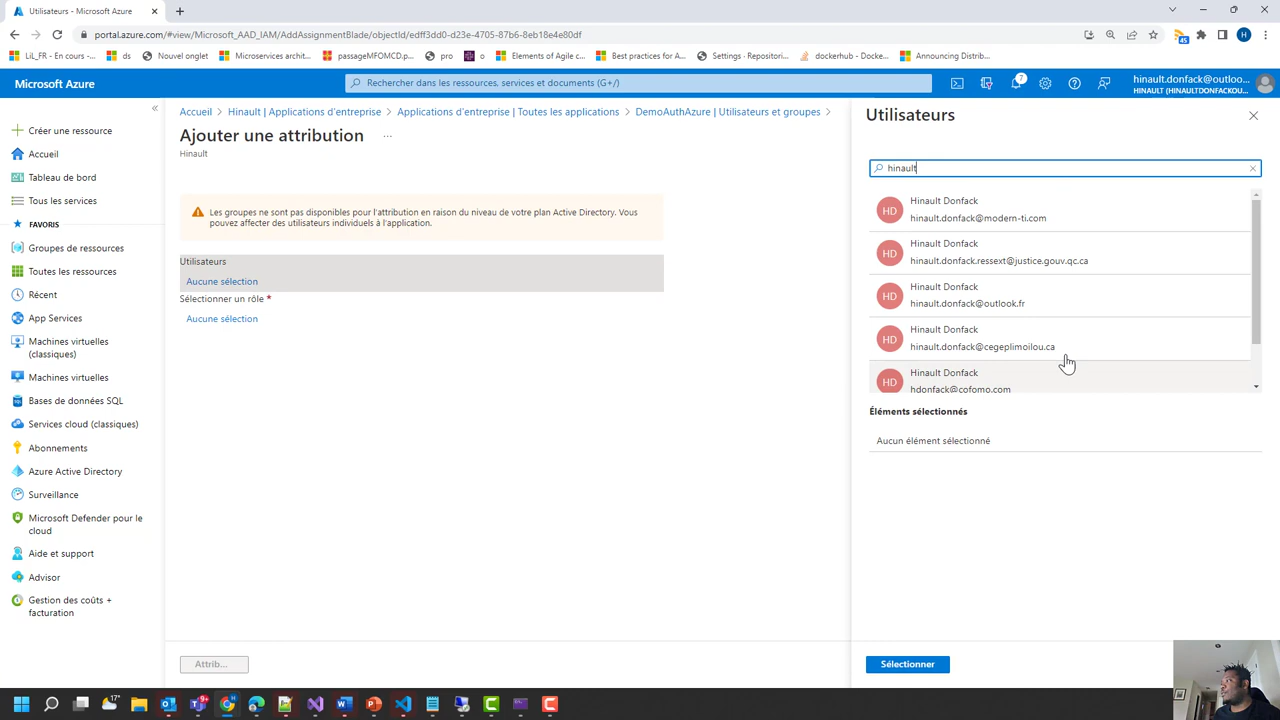 Utilisateurs - Microsoft Azure
portal.azure.com/#view/Microsoft_AAD_IAM/AddAssignmentBlade/objectId/edff3dd0-d23e-4705-87b6-8eb18e4e80df
LiL_FR - En cours -...
ds
Nouvel onglet
Microservices archit...
passageMFOMCD.p...
pro
o
Elements of Agile c...
Best practices for A...
Settings · Repositori...
dockerhub - Docke...
Announcing Distrib...
Microsoft Azure
Rechercher dans les ressources, services et documents (G+/)
7
hinault.donfack@outloo...
HINAULT (HINAULTDONFACKOU...
Créer une ressource
Accueil
Tableau de bord
Tous les services
FAVORIS
Groupes de ressources
Toutes les ressources
Récent
App Services
Machines virtuelles
(classiques)
Machines virtuelles
Bases de données SQL
Services cloud (classiques)
Abonnements
Azure Active Directory
Surveillance
Microsoft Defender pour le
cloud
Aide et support
Advisor
Gestion des coûts +
facturation
Accueil > Hinault | Applications d'entreprise > Applications d'entreprise | Toutes les applications > DemoAuthAzure | Utilisateurs et groupes >
Ajouter une attribution ...
Hinault
Les groupes ne sont pas disponibles pour l'attribution en raison du niveau de votre plan Active Directory. Vous
pouvez affecter des utilisateurs individuels à l'application.
Utilisateurs
Aucune sélection
Sélectionner un rôle *
Aucune sélection
Attrib...
Utilisateurs
hinault
HD
Hinault Donfack
hinault.donfack@modern-ti.com
HD
Hinault Donfack
hinault.donfack.ressext@justice.gouv.qc.ca
HD
Hinault Donfack
hinault.donfack@outlook.fr
HD
Hinault Donfack
hinault.donfack@cegeplimoilou.ca
HD
Hinault Donfack
hdonfack@cofomo.com
Éléments sélectionnés
Aucun élément sélectionné
Sélectionner
17°